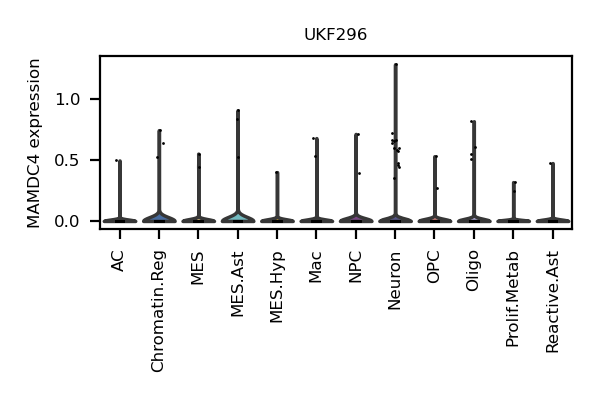 UKF296
MAMDC4 expression
1.0
0.5
0.0
AC
Chromatin.Reg
MES
MES.Ast
MES.Hyp
Mac
NPC
Neuron
OPC
Oligo
Prolif.Metab
Reactive.Ast